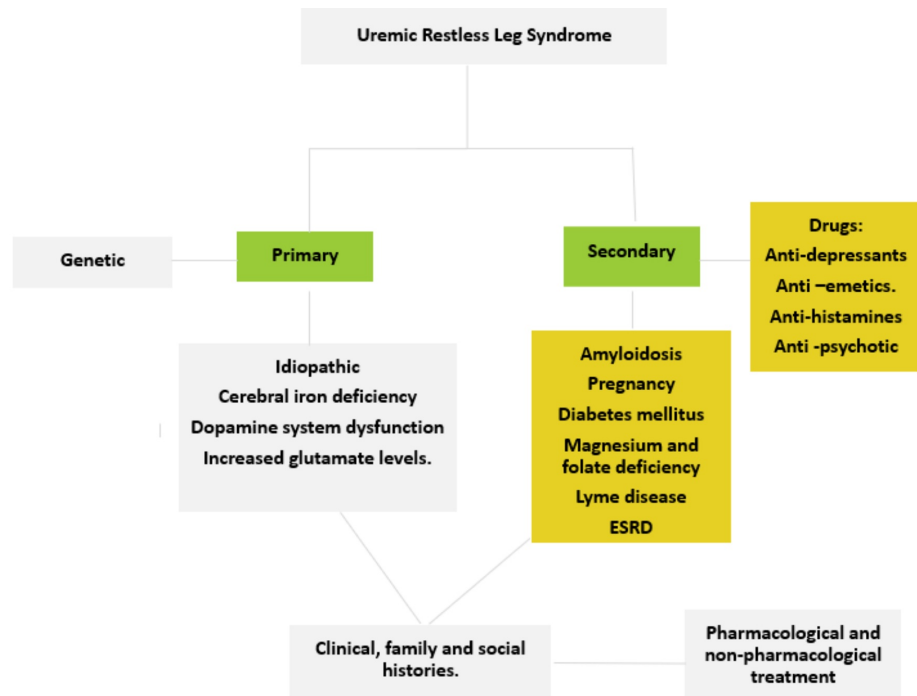 Uremic Restless Leg Syndrome
Genetic
Primary
Secondary
Drugs:
Anti-depressants
Anti –emetics.
Anti-histamines
Anti -psychotic
Idiopathic
Cerebral iron deficiency
Dopamine system dysfunction
Increased glutamate levels.
Amyloidosis
Pregnancy
Diabetes mellitus
Magnesium and
folate deficiency
Lyme disease
ESRD
Clinical, family and social
histories.
Pharmacological and
non-pharmacological
treatment